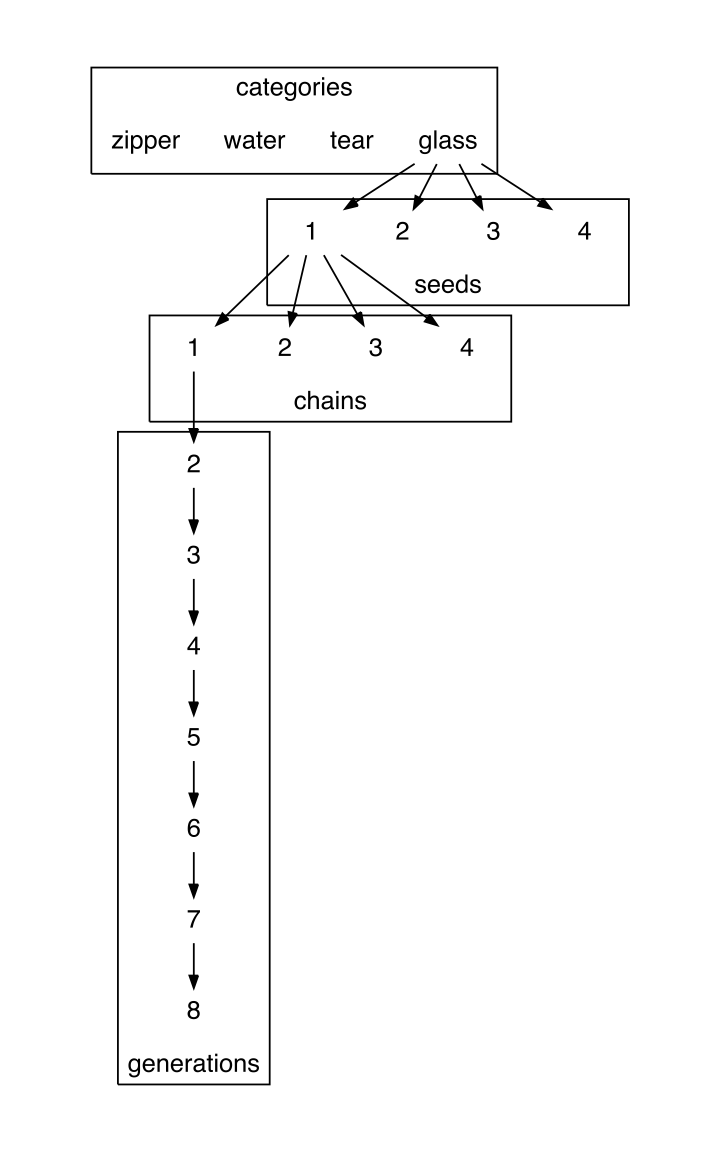 categories
zipper water tear glass
1 2 3 4
seeds
1 2 3 4
chains
2
3
4
5
6
7
8
generations